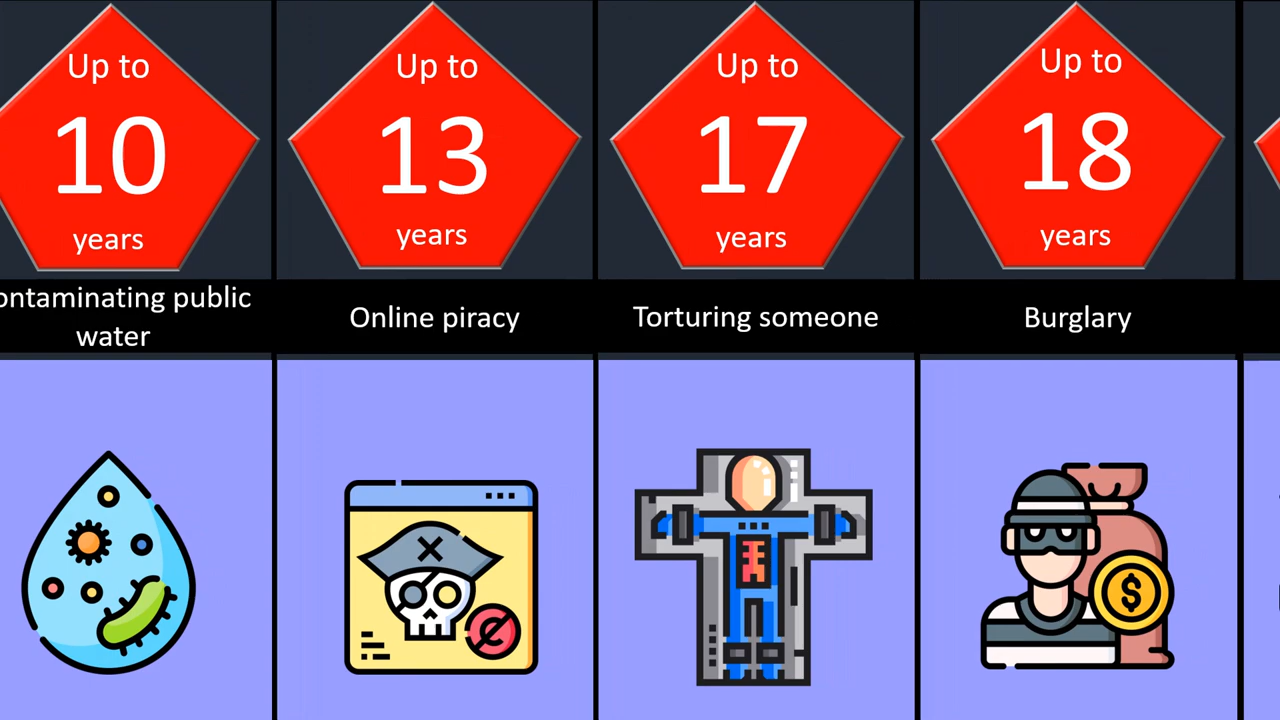 Up to
10
years
ontaminating public
water
Up to
13
years
Online piracy
Up to
17
years
Torturing someone
Up to
18
years
Burglary
$